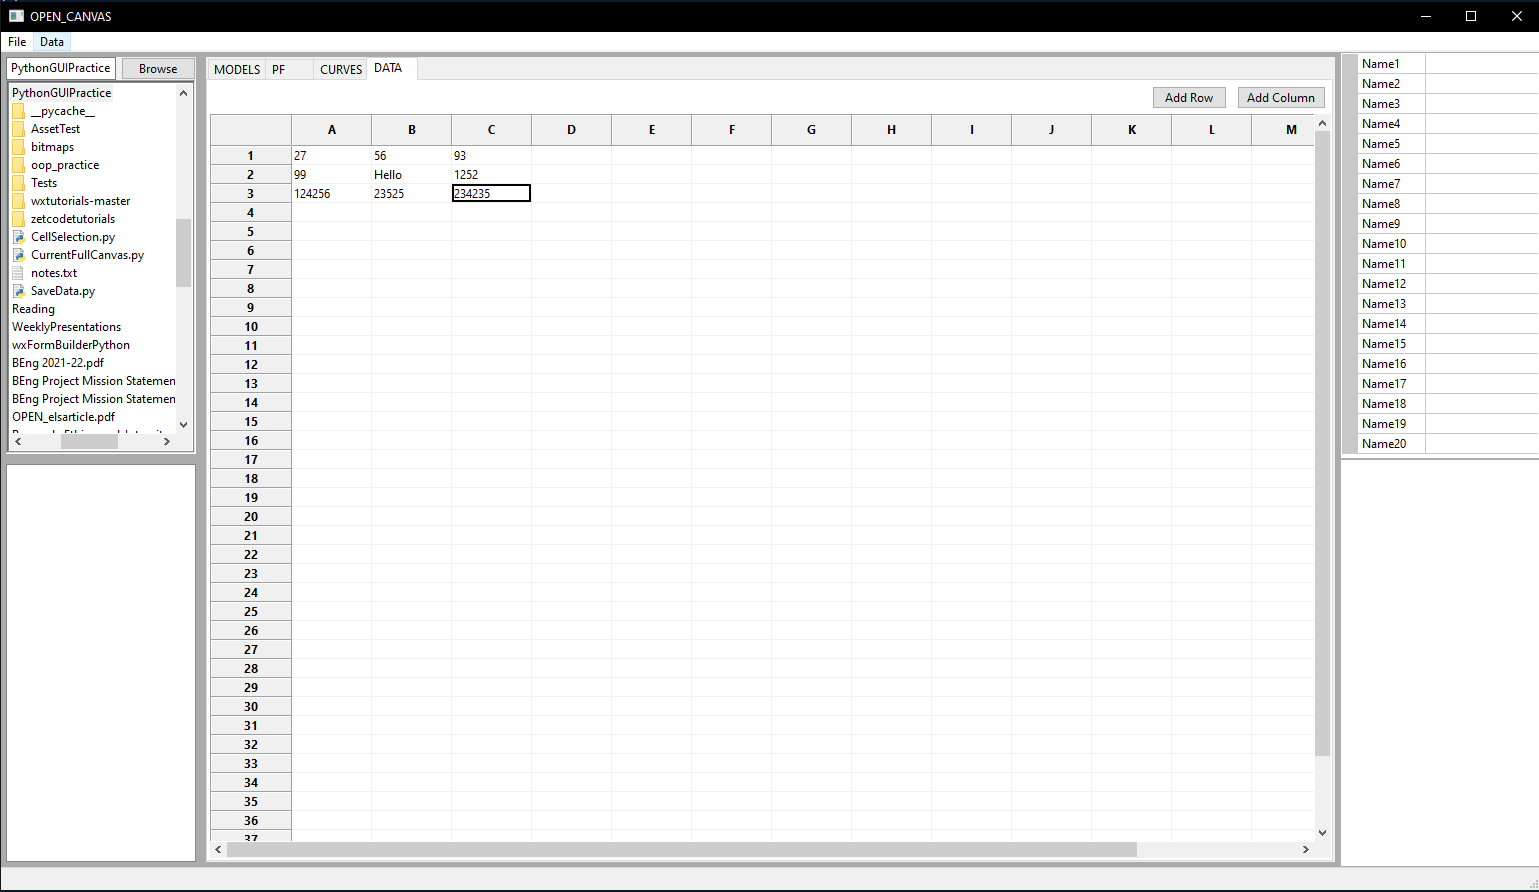 OPEN_CANVAS
File Data
PythonGUIPractice Browse
PythonGUIPractice
__pycache__
AssetTest
bitmaps
oop_practice
Tests
wxtutorials-master
zetcodetutorials
CellSelection.py
CurrentFullCanvas.py
notes.txt
SaveData.py
Reading
WeeklyPresentations
wxFormBuilderPython
BEng 2021-22.pdf
BEng Project Mission Statemen
BEng Project Mission Statemen
OPEN_elsarticle.pdf
MODELS PF CURVES DATA
Add Row Add Column
A B C D E F G H I J K L M
1 27 56 93
2 99 Hello 1252
3 124256 23525 234235
4
5
6
7
8
9
10
11
12
13
14
15
16
17
18
19
20
21
22
23
24
25
26
27
28
29
30
31
32
33
34
35
36
37
Name1
Name2
Name3
Name4
Name5
Name6
Name7
Name8
Name9
Name10
Name11
Name12
Name13
Name14
Name15
Name16
Name17
Name18
Name19
Name20